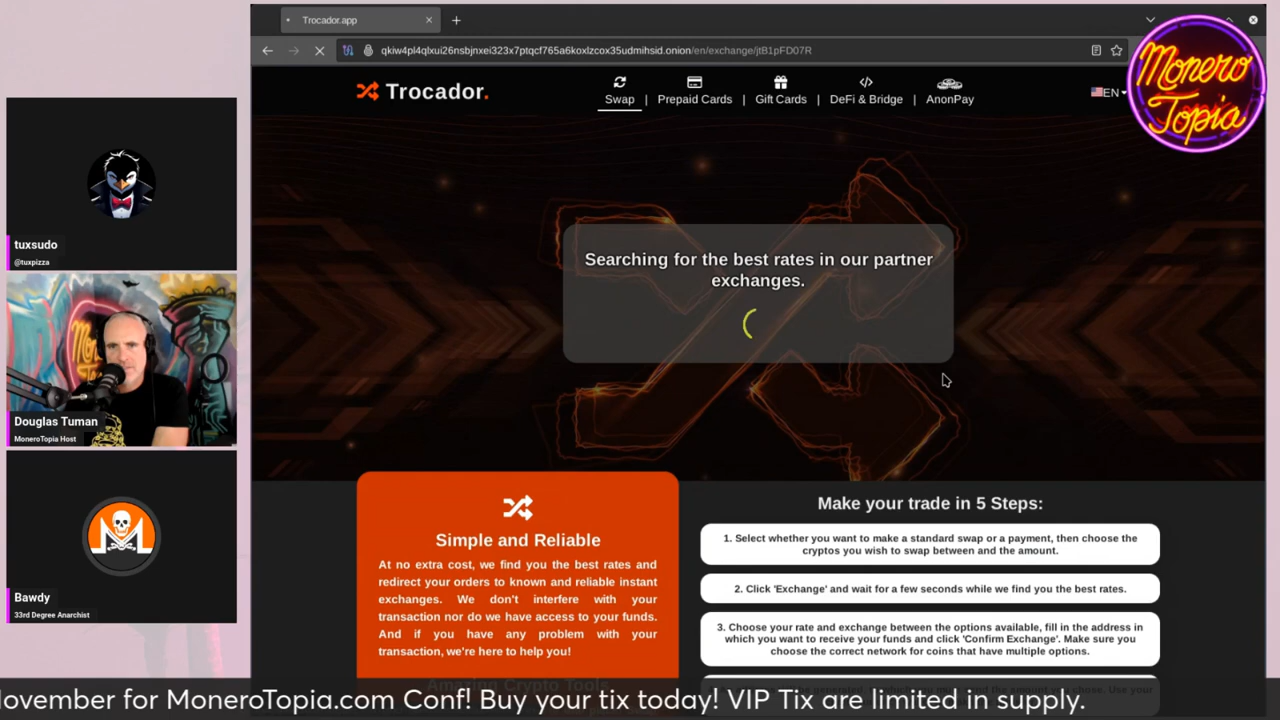 Trocador.app
qkiw4pl4qlxui26nsbjnxei323x7ptqcf765a6koxlzcox35udmihsid.onion/en/exchange/jtB1pFD07R
Trocador.
Swap | Prepaid Cards | Gift Cards | DeFi & Bridge | AnonPay
EN
Monero
Topia
tuxsudo
@tuxpizza
Douglas Tuman
MoneroTopia Host
Bawdy
33rd Degree Anarchist
Searching for the best rates in our partner
exchanges.
Simple and Reliable
At no extra cost, we find you the best rates and
redirect your orders to known and reliable instant
exchanges. We don't interfere with your
transaction nor do we have access to your funds.
And if you have any problem with your
transaction, we're here to help you!
Amazing Crypto Tools
Make your trade in 5 Steps:
1. Select whether you want to make a standard swap or a payment, then choose the
cryptos you wish to swap between and the amount.
2. Click 'Exchange' and wait for a few seconds while we find you the best rates.
3. Choose your rate and exchange between the options available, fill in the address in
which you want to receive your funds and click 'Confirm Exchange'. Make sure you
choose the correct network for coins that have multiple options.
November for MoneroTopia.com Conf! Buy your tix today! VIP Tix are limited in supply.